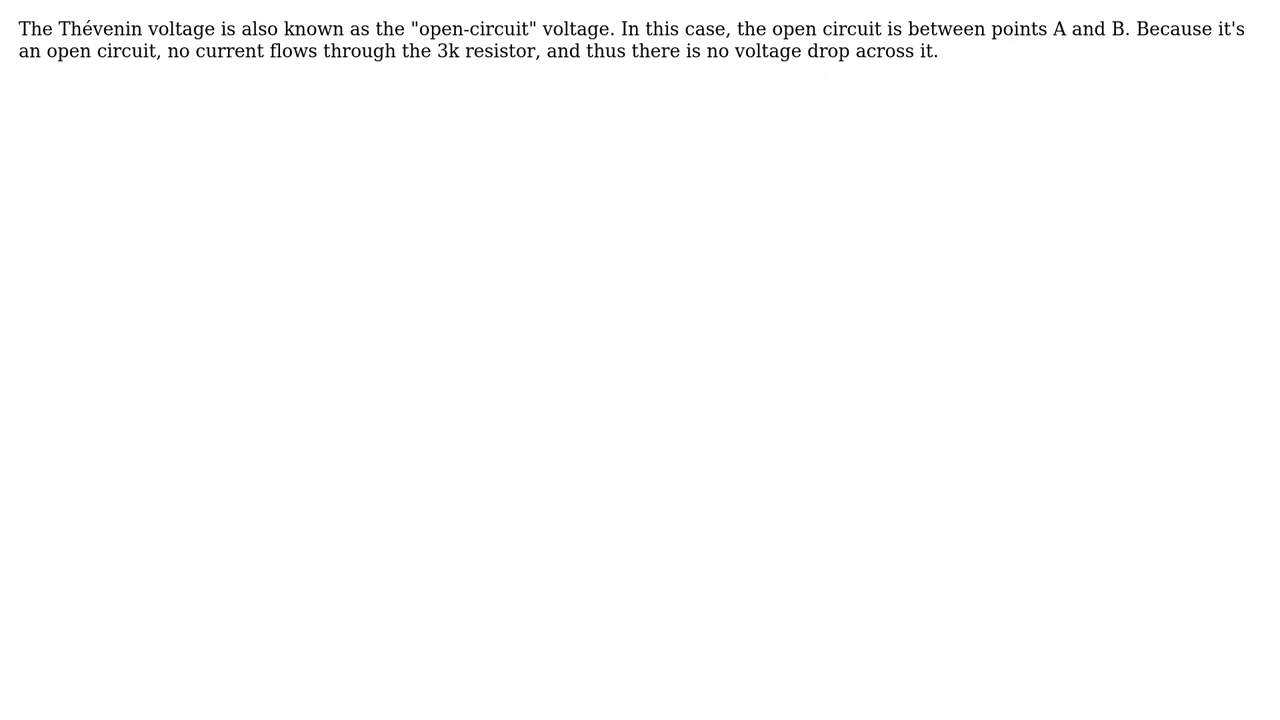 The Thévenin voltage is also known as the "open-circuit" voltage. In this case, the open circuit is between points A and B. Because it's
an open circuit, no current flows through the 3k resistor, and thus there is no voltage drop across it.